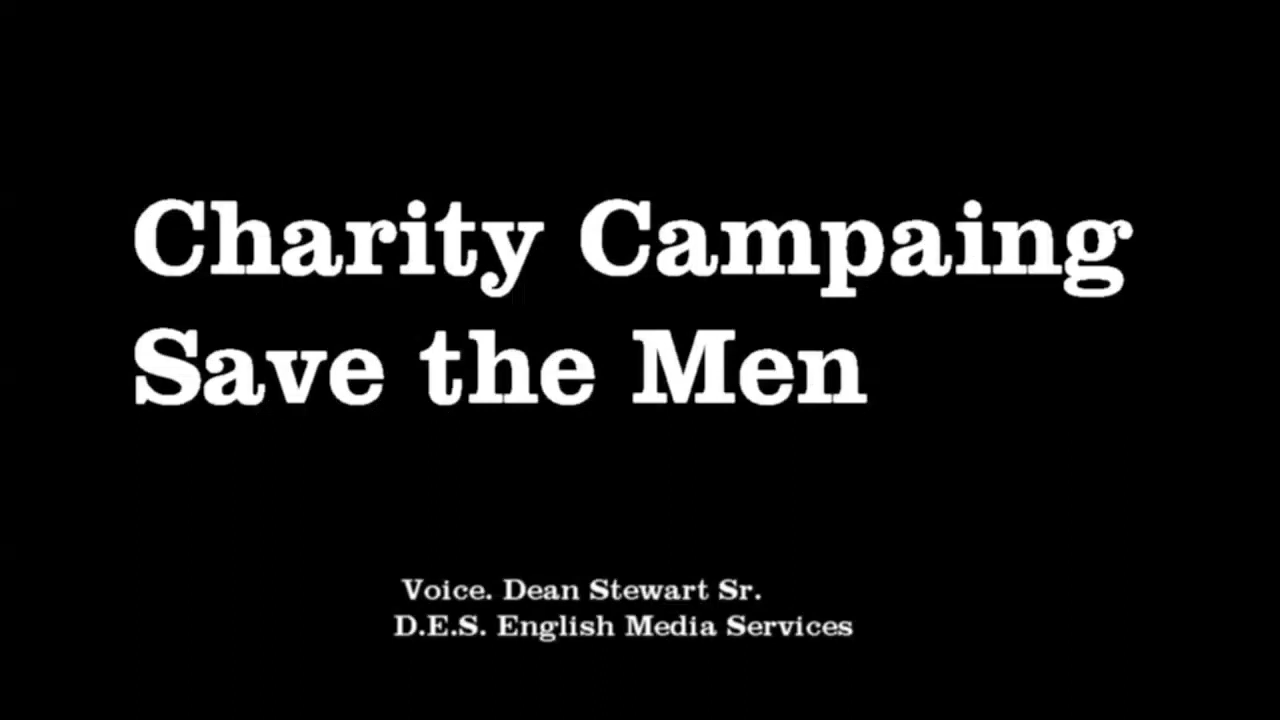 Charity Campaing
Save the Men
Voice. Dean Stewart Sr.
D.E.S. English Media Services